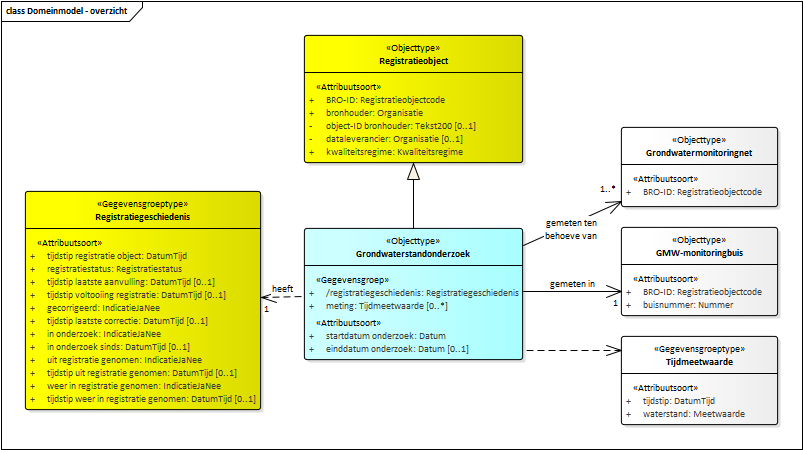 class Domeinmodel - overzicht
«Objecttype»
Registratieobject
«Attribuutsoort»
+ BRO-ID: Registratieobjectcode
+ bronhouder: Organisatie
- object-ID bronhouder: Tekst200 [0..1]
- dataleverancier: Organisatie [0..1]
+ kwaliteitsregime: Kwaliteitsregime
«Objecttype»
Grondwatermonitoringnet
«Attribuutsoort»
+ BRO-ID: Registratieobjectcode
1..*
gemeten ten
behoeve van
«Gegevensgroeptype»
Registratiegeschiedenis
«Attribuutsoort»
+ tijdstip registratie object: DatumTijd
+ registratiestatus: Registratiestatus
+ tijdstip laatste aanvulling: DatumTijd [0..1]
+ tijdstip voltooiing registratie: DatumTijd [0..1]
+ gecorrigeerd: IndicatieJaNee
+ tijdstip laatste correctie: DatumTijd [0..1]
+ in onderzoek: IndicatieJaNee
+ in onderzoek sinds: DatumTijd [0..1]
+ uit registratie genomen: IndicatieJaNee
+ tijdstip uit registratie genomen: DatumTijd [0..1]
+ weer in registratie genomen: IndicatieJaNee
+ tijdstip weer in registratie genomen: DatumTijd [0..1]
heeft
1
«Objecttype»
Grondwaterstandonderzoek
«Gegevensgroep»
+ /registratiegeschiedenis: Registratiegeschiedenis
+ meting: Tijdmeetwaarde [0..*]
«Attribuutsoort»
+ startdatum onderzoek: Datum
+ einddatum onderzoek: Datum [0..1]
gemeten in
1
«Objecttype»
GMW-monitoringbuis
«Attribuutsoort»
+ BRO-ID: Registratieobjectcode
+ buisnummer: Nummer
«Gegevensgroeptype»
Tijdmeetwaarde
«Attribuutsoort»
+ tijdstip: DatumTijd
+ waterstand: Meetwaarde